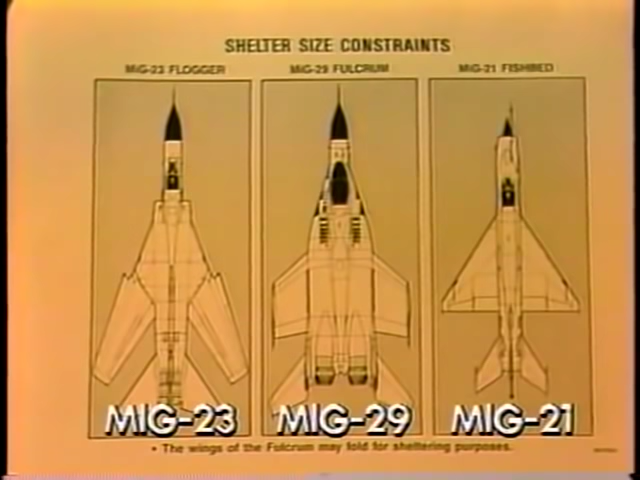 SHELTER SIZE CONSTRAINTS
MiG-23 FLOGGER
MiG-29 FULCRUM
MiG-21 FISHBED
MIG-23
MIG-29
MIG-21
• The wings of the Fulcrum may fold for sheltering purposes.